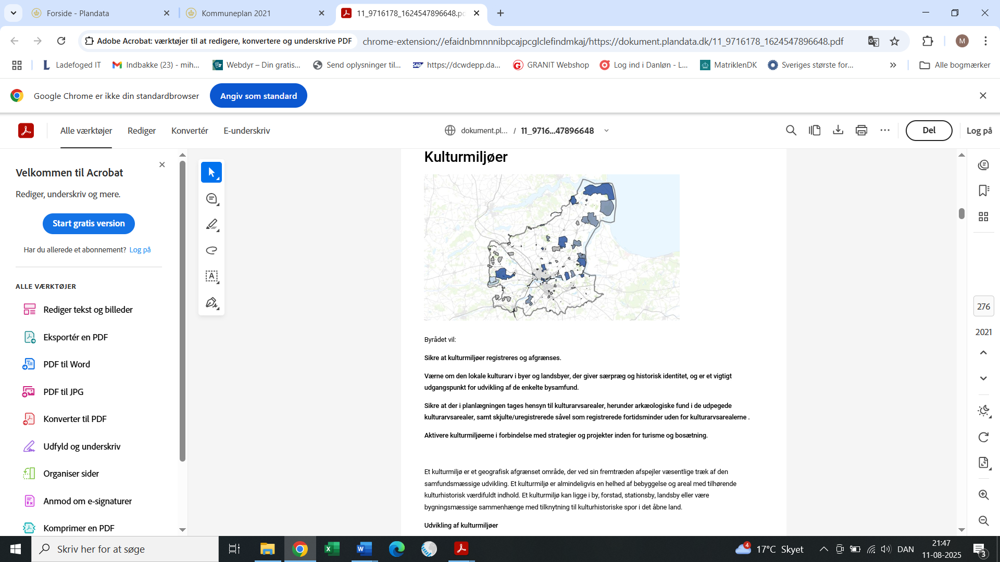 Forside - Plandata
Kommuneplan 2021
11_9716178_1624547896648.pd
Adobe Acrobat: værktøjer til at redigere, konvertere og underskrive PDF
chrome-extension://efaidnbmnnnibpcajpcglclefindmkaj/https://dokument.plandata.dk/11_9716178_1624547896648.pdf
M
Ladefoged IT
Indbakke (23) - mih...
Webdyr – Din gratis...
Send oplysninger til...
SAP
https://dcwdepp.da...
GRANIT Webshop
Log ind i Danløn - L...
MatriklenDK
Sveriges største for...
Alle bogmærker
Google Chrome er ikke din standardbrowser
Angiv som standard
Alle værktøjer
Rediger
Konvertér
E-underskriv
dokument.pl... / 11_9716...47896648
Del
Log på
Velkommen til Acrobat
Rediger, underskriv og mere.
Start gratis version
Har du allerede et abonnement? Log på
ALLE VÆRKTØJER
Rediger tekst og billeder
Eksportér en PDF
PDF til Word
PDF til JPG
Konverter til PDF
Udfyld og underskriv
Organiser sider
Anmod om e-signaturer
Komprimer en PDF
Kulturmiljøer
Byrådet vil:
Sikre at kulturmiljøer registreres og afgrænses.
Værne om den lokale kulturarv i byer og landsbyer, der giver særpræg og historisk identitet, og er et vigtigt
udgangspunkt for udvikling af de enkelte bysamfund.
Sikre at der i planlægningen tages hensyn til kulturarvsarealer, herunder arkæologiske fund i de udpegede
kulturarvsarealer, samt skjulte/uregistrerede såvel som registrerede fortidsminder uden for kulturarvsarealerne .
Aktivere kulturmiljøerne i forbindelse med strategier og projekter inden for turisme og bosætning.
Et kulturmiljø er et geografisk afgrænset område, der ved sin fremtræden afspejler væsentlige træk af den
samfundsmæssige udvikling. Et kulturmiljø er almindeligvis en helhed af bebyggelse og areal med tilhørende
kulturhistorisk værdifuldt indhold. Et kulturmiljø kan ligge i by, forstad, stationsby, landsby eller være
bygningsmæssige sammenhænge med tilknytning til kulturhistoriske spor i det åbne land.
Udvikling af kulturmiljøer
276
2021
Skriv her for at søge
4
17°C Skyet
DAN
21:47
11-08-2025
3